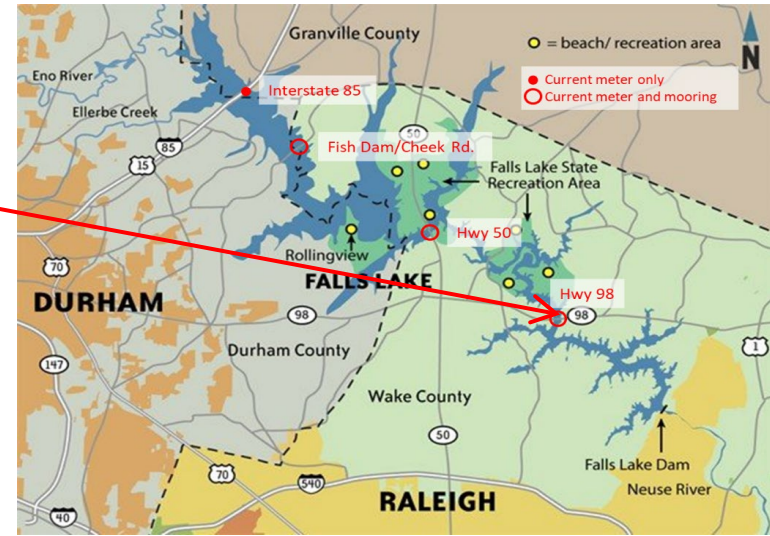 Granville County
= beach/ recreation area
N
Eno River
Interstate 85
Current meter only
Current meter and mooring
Ellerbe Creek
85
15
Fish Dam/Cheek Rd.
50
Falls Lake State
Recreation Area
Hwy 50
Rollingview
70
FALLS LAKE
Hwy 98
DURHAM
98
98
Durham County
1
147
Wake County
50
70
Falls Lake Dam
540
Neuse River
RALEIGH
40